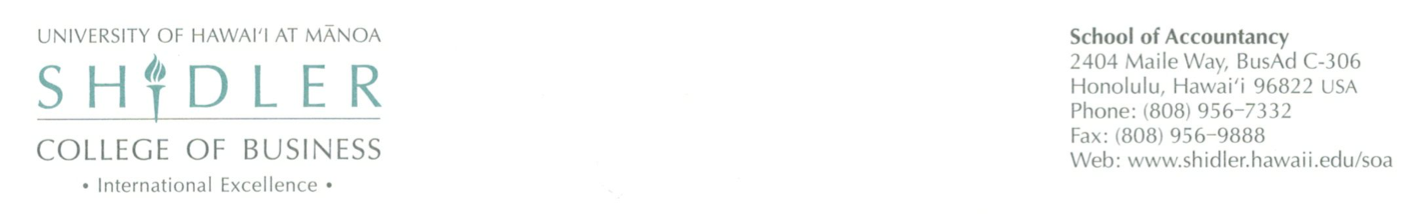 UNIVERSITY OF HAWAI‘I AT MĀNOA
SHIDLER
COLLEGE OF BUSINESS
• International Excellence •
School of Accountancy
2404 Maile Way, BusAd C-306
Honolulu, Hawai‘i 96822 USA
Phone: (808) 956–7332
Fax: (808) 956–9888
Web: www.shidler.hawaii.edu/soa